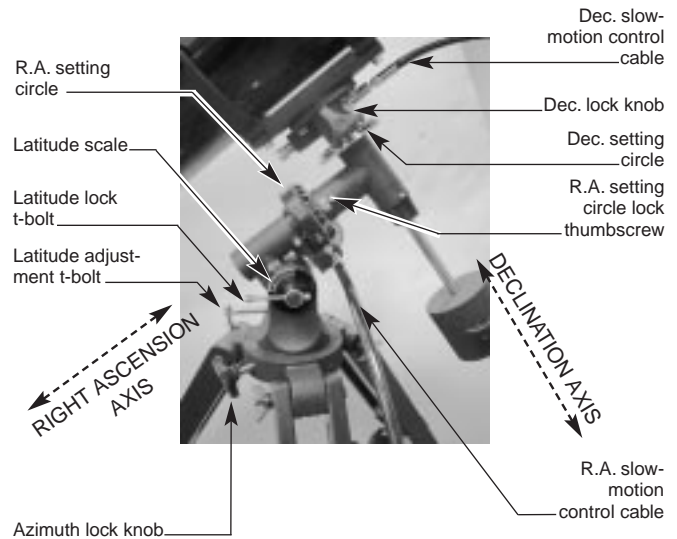 R.A. setting
circle
Latitude scale
Latitude lock
t-bolt
Latitude adjust-
ment t-bolt
RIGHT ASCENSION
AXIS
Azimuth lock knob
Dec. slow-
motion control
cable
Dec. lock knob
Dec. setting
circle
R.A. setting
circle lock
thumbscrew
DECLINATION AXIS
R.A. slow-
motion
control cable